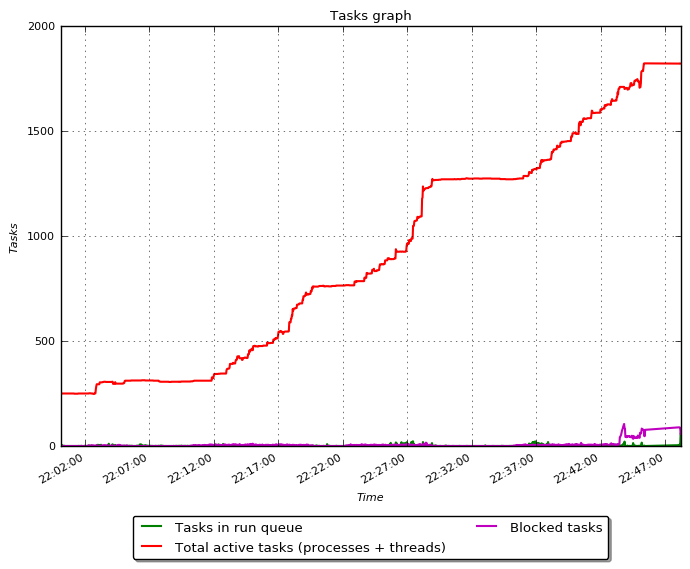 Tasks graph
2000
1500
1000
500
0
Tasks
22:02:00 22:07:00 22:12:00 22:17:00 22:22:00 22:27:00 22:32:00 22:37:00 22:42:00 22:47:00
Time
Tasks in run queue Blocked tasks
Total active tasks (processes + threads)